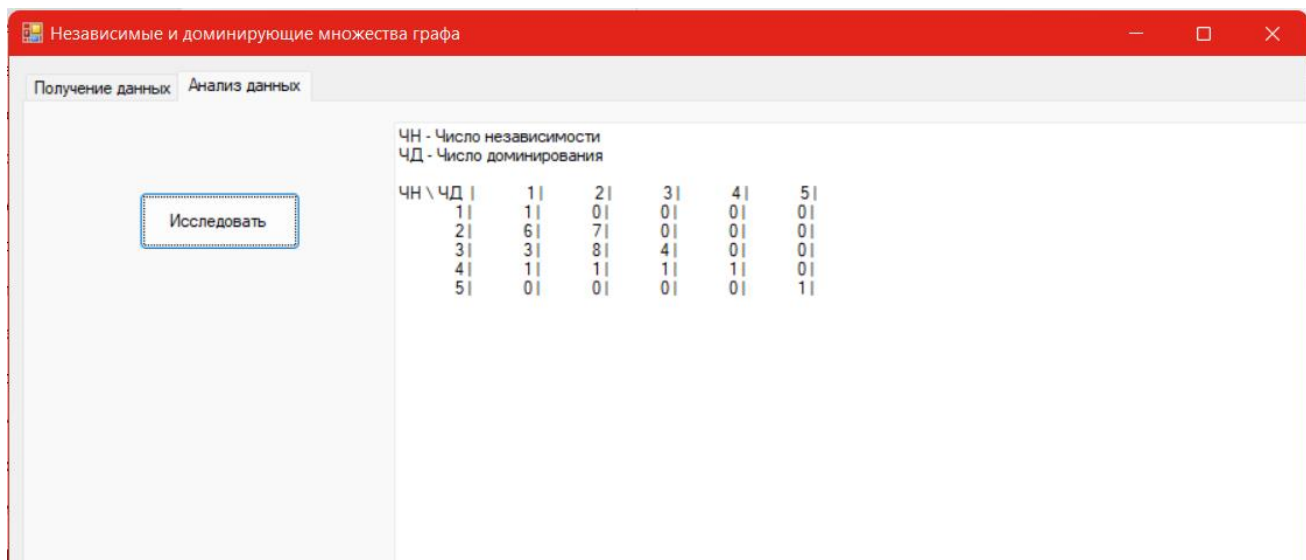 Независимые и доминирующие множества графа
Получение данных Анализ данных
Исследовать
ЧН - Число независимости
ЧД - Число доминирования
ЧН \ ЧД | 1| 2| 3| 4| 5|
1| 1| 0| 0| 0| 0|
2| 6| 7| 0| 0| 0|
3| 3| 8| 4| 0| 0|
4| 1| 1| 1| 1| 0|
5| 0| 0| 0| 0| 1|